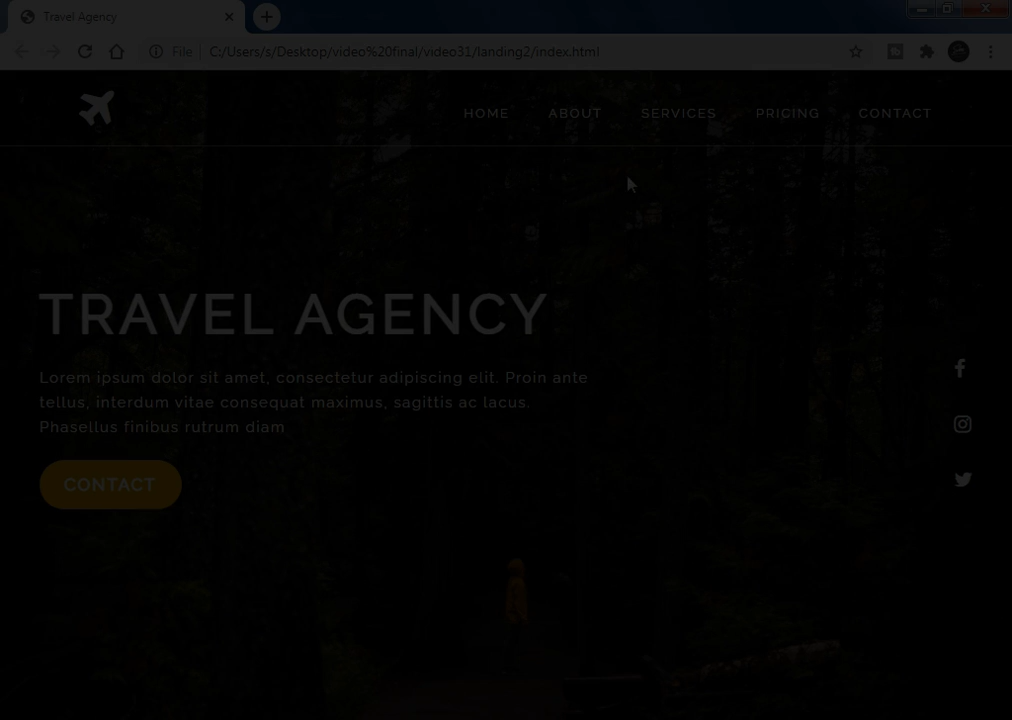 Travel Agency
File
C:/Users/s/Desktop/video%20final/video31/landing2/index.html
HOME ABOUT SERVICES PRICING CONTACT
TRAVEL AGENCY
Lorem ipsum dolor sit amet, consectetur adipiscing elit. Proin ante
tellus, interdum vitae consequat maximus, sagittis ac lacus.
Phasellus finibus rutrum diam
CONTACT